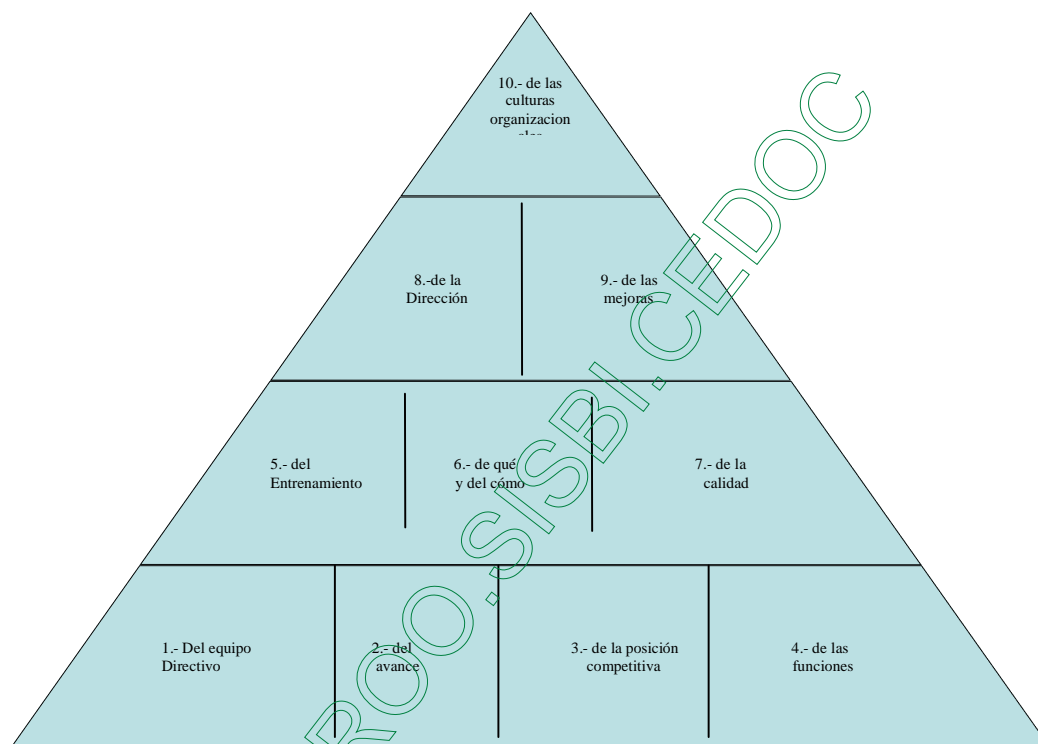 10.- de las
culturas
organizacion
8.-de la
Dirección
9.- de las
mejoras
5.- del
Entrenamiento
6.- de qué
y del cómo
7.- de la
calidad
1.- Del equipo
Directivo
2.- del
avance
3.- de la posición
competitiva
4.- de las
funciones
ROO.SISBI.CEDOC